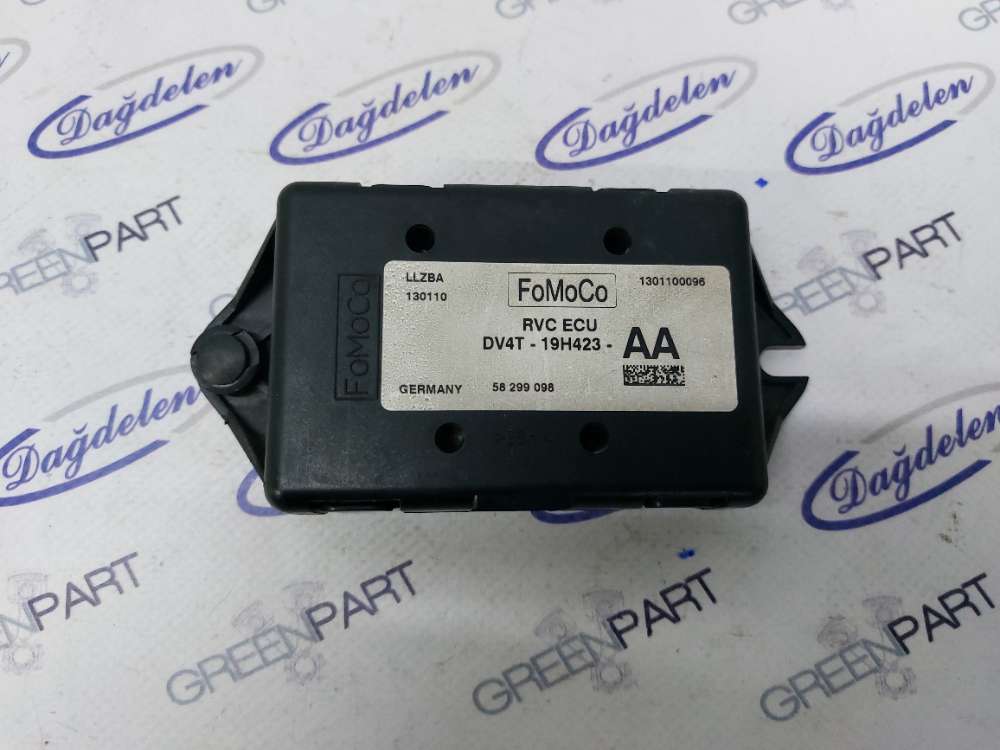 Dağdelen
Dağdelen
Dağdelen
Dağdelen
GREENPART
GREENPART
LLZBA
130110
FoMoCo
1301100096
RVC ECU
DV4T - 19H423 - AA
GERMANY
58 299 098
FoMoCo
Dağdelen
Dağdelen
Dağdelen
Dağdelen
GREENPART
GREENPART
GREENPART
GREENPART